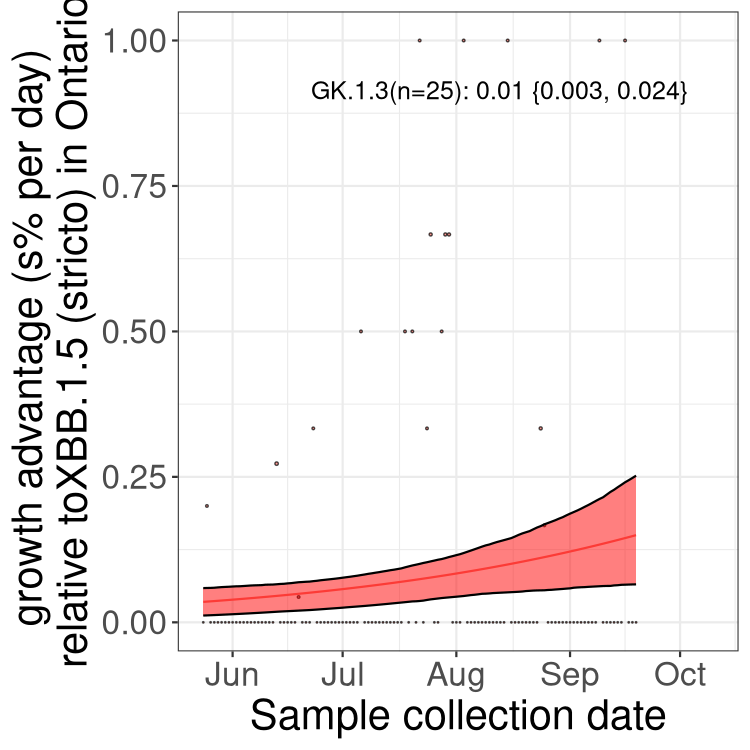 growth advantage (s% per day)
relative toXBB.1.5 (stricto) in Ontario
1.00
0.75
0.50
0.25
0.00
GK.1.3(n=25): 0.01 {0.003, 0.024}
Jun Jul Aug Sep Oct
Sample collection date